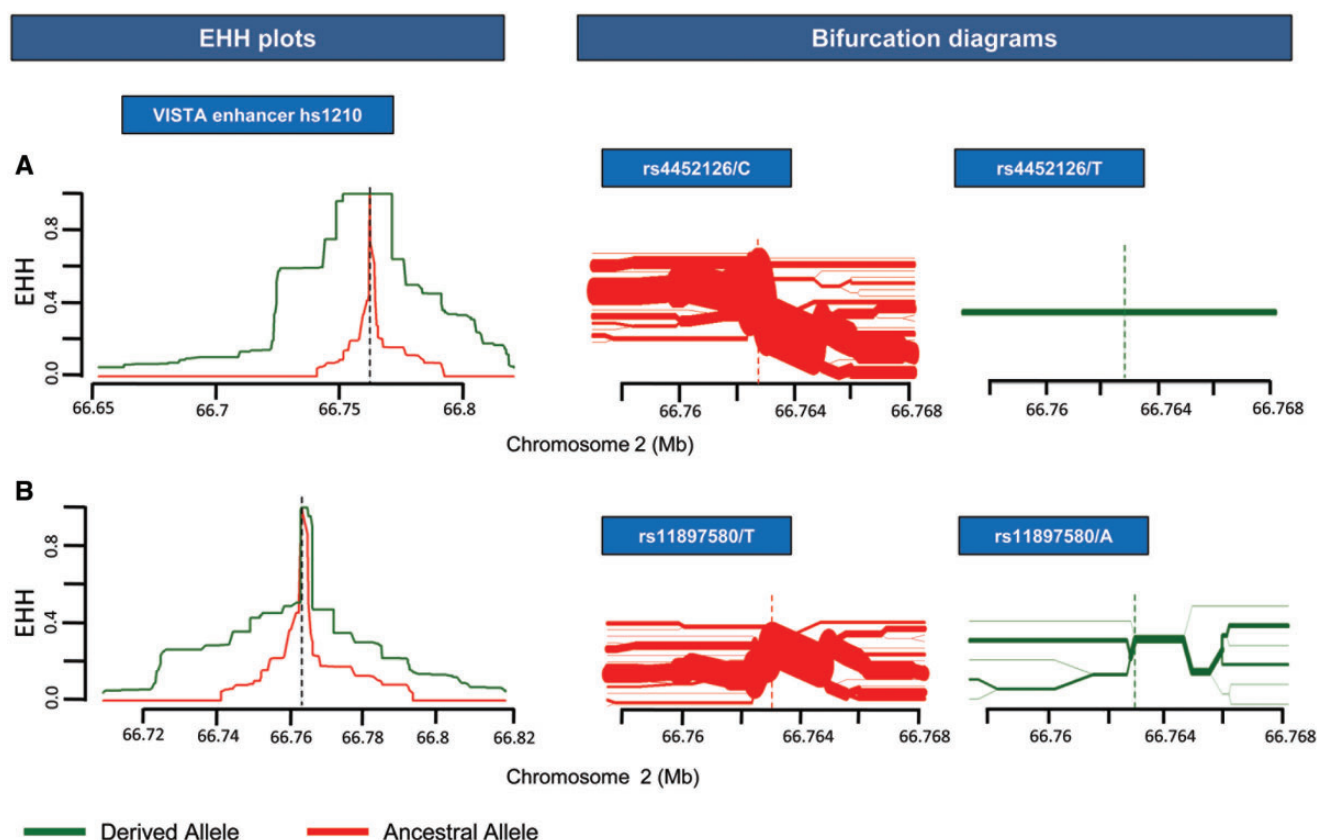 EHH plots
Bifurcation diagrams
VISTA enhancer hs1210
A
rs4452126/C
rs4452126/T
EHH
0.8
0.4
0.0
66.65
66.7
66.75
66.8
66.76
66.764
66.768
66.76
66.764
66.768
Chromosome 2 (Mb)
B
rs11897580/T
rs11897580/A
EHH
0.8
0.4
0.0
66.72
66.74
66.76
66.78
66.8
66.82
66.76
66.764
66.768
66.76
66.764
66.768
Chromosome 2 (Mb)
Derived Allele
Ancestral Allele